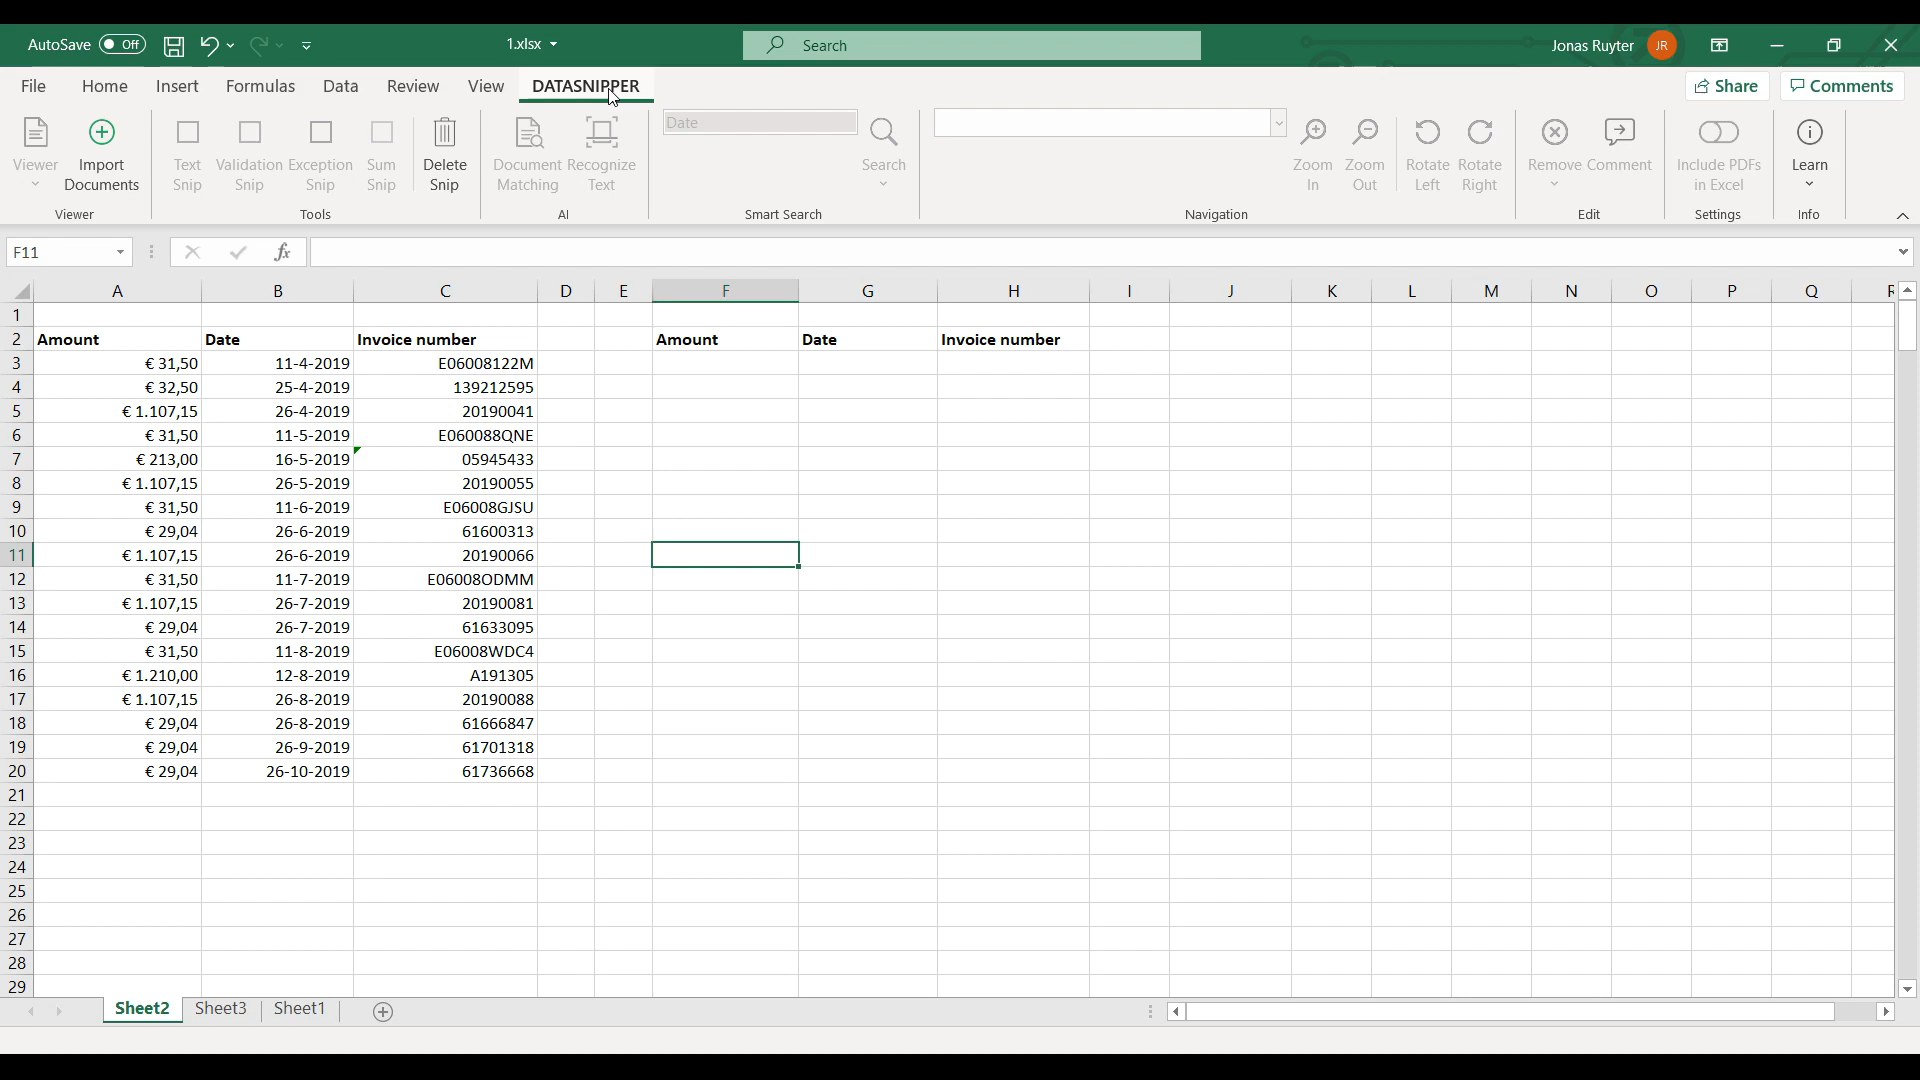 AutoSave Off 1.xlsx Search Jonas Ruyter JR
File Home Insert Formulas Data Review View DATASNIPPER Share Comments
Date
Viewer Import Documents Text Snip Validation Snip Exception Snip Sum Snip Delete Snip Document Matching Recognize Text Search Zoom In Zoom Out Rotate Left Rotate Right Remove Comment Include PDFs in Excel Learn
Viewer Tools AI Smart Search Navigation Edit Settings Info
F11 fx
A B C D E F G H I J K L M N O P Q R
1
2 Amount Date Invoice number Amount Date Invoice number
3 € 31,50 11-4-2019 E06008122M
4 € 32,50 25-4-2019 139212595
5 € 1.107,15 26-4-2019 20190041
6 € 31,50 11-5-2019 E060088QNE
7 € 213,00 16-5-2019 05945433
8 € 1.107,15 26-5-2019 20190055
9 € 31,50 11-6-2019 E06008GJSU
10 € 29,04 26-6-2019 61600313
11 € 1.107,15 26-6-2019 20190066
12 € 31,50 11-7-2019 E06008ODMM
13 € 1.107,15 26-7-2019 20190081
14 € 29,04 26-7-2019 61633095
15 € 31,50 11-8-2019 E06008WDC4
16 € 1.210,00 12-8-2019 A191305
17 € 1.107,15 26-8-2019 20190088
18 € 29,04 26-8-2019 61666847
19 € 29,04 26-9-2019 61701318
20 € 29,04 26-10-2019 61736668
21
22
23
24
25
26
27
28
29
Sheet2 Sheet3 Sheet1